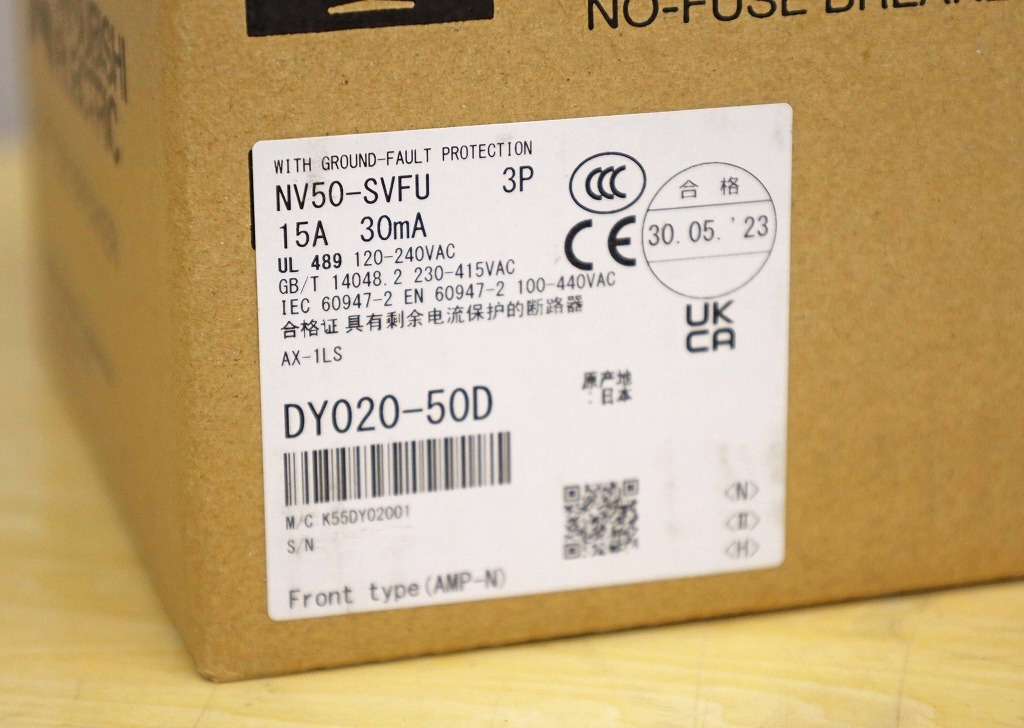 NO-FUSE BREAKE
WITH GROUND-FAULT PROTECTION
NV50-SVFU 3P
15A 30mA
UL 489 120-240VAC
GB/T 14048.2 230-415VAC
IEC 60947-2 EN 60947-2 100-440VAC
合格证 具有剩余电流保护的断路器
AX-1LS
CCC
CE
合格
30.05.'23
UK
CA
原产地
:日本
DY020-50D
M/C K55DY02001
S/N
<N>
<H>
Front type(AMP-N)